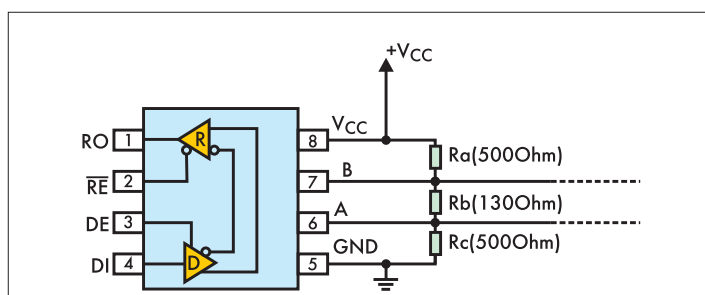 +VCC
VCC
RO 1 R 8
Ra(500Ohm)
B
RE 2 7
Rb(130Ohm)
A
DE 3 6
GND
Rc(500Ohm)
DI 4 D 5